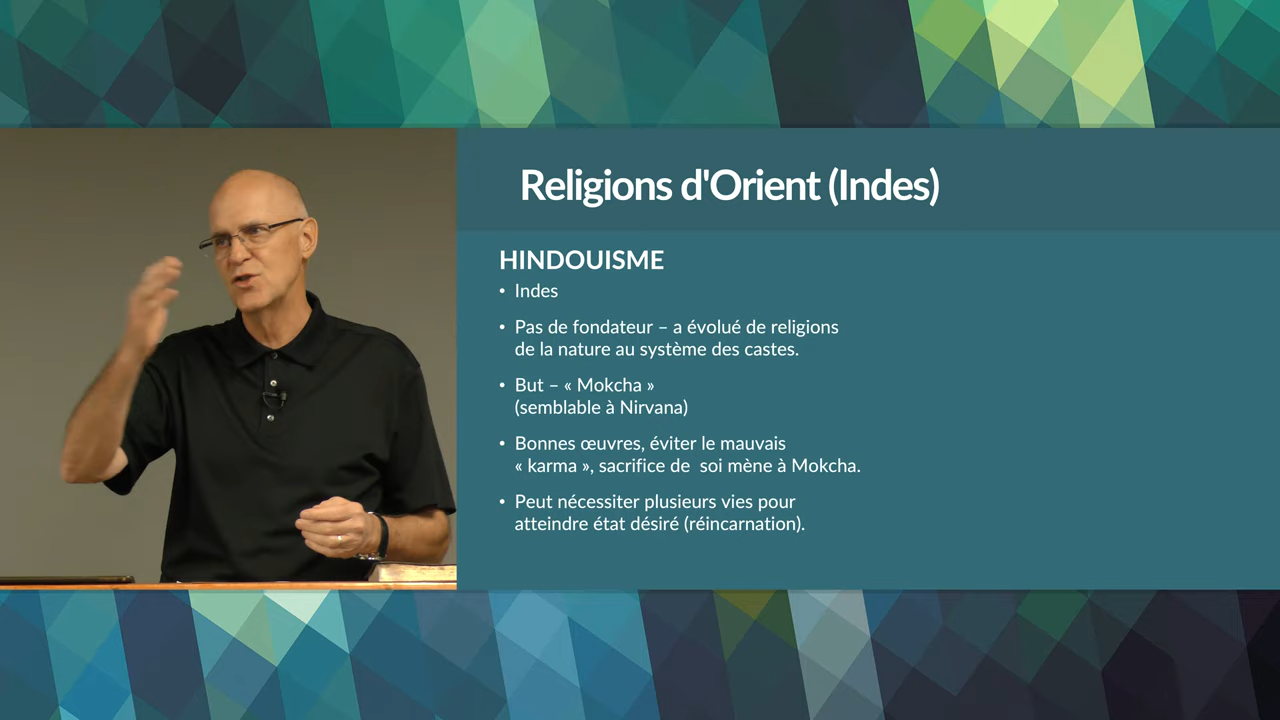 Religions d'Orient (Indes)
HINDOUISME
• Indes
• Pas de fondateur – a évolué de religions
de la nature au système des castes.
• But – « Mokcha »
(semblable à Nirvana)
• Bonnes œuvres, éviter le mauvais
« karma », sacrifice de  soi mène à Mokcha.
• Peut nécessiter plusieurs vies pour
atteindre état désiré (réincarnation).